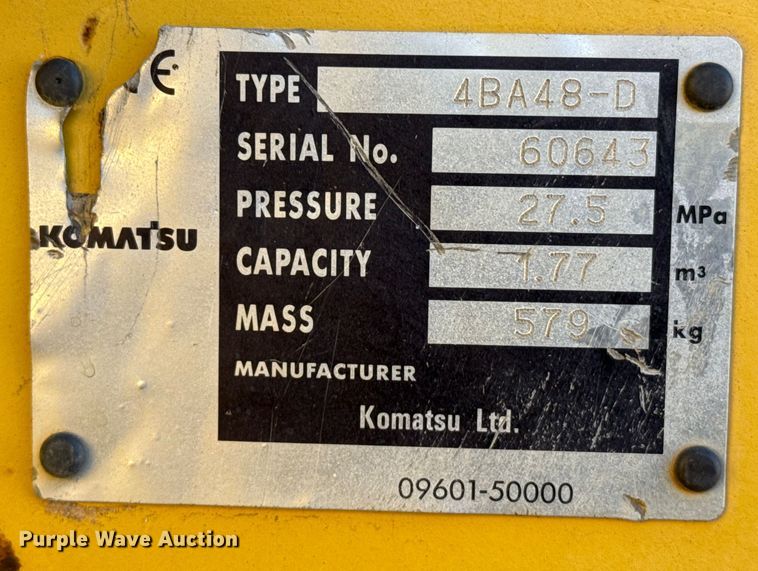 CE
TYPE 4BA48-D
SERIAL No. 60643
PRESSURE 27.5 MPa
KOMATSU
CAPACITY 1.77 m³
MASS 579 kg
MANUFACTURER
Komatsu Ltd.
09601-50000
Purple Wave Auction